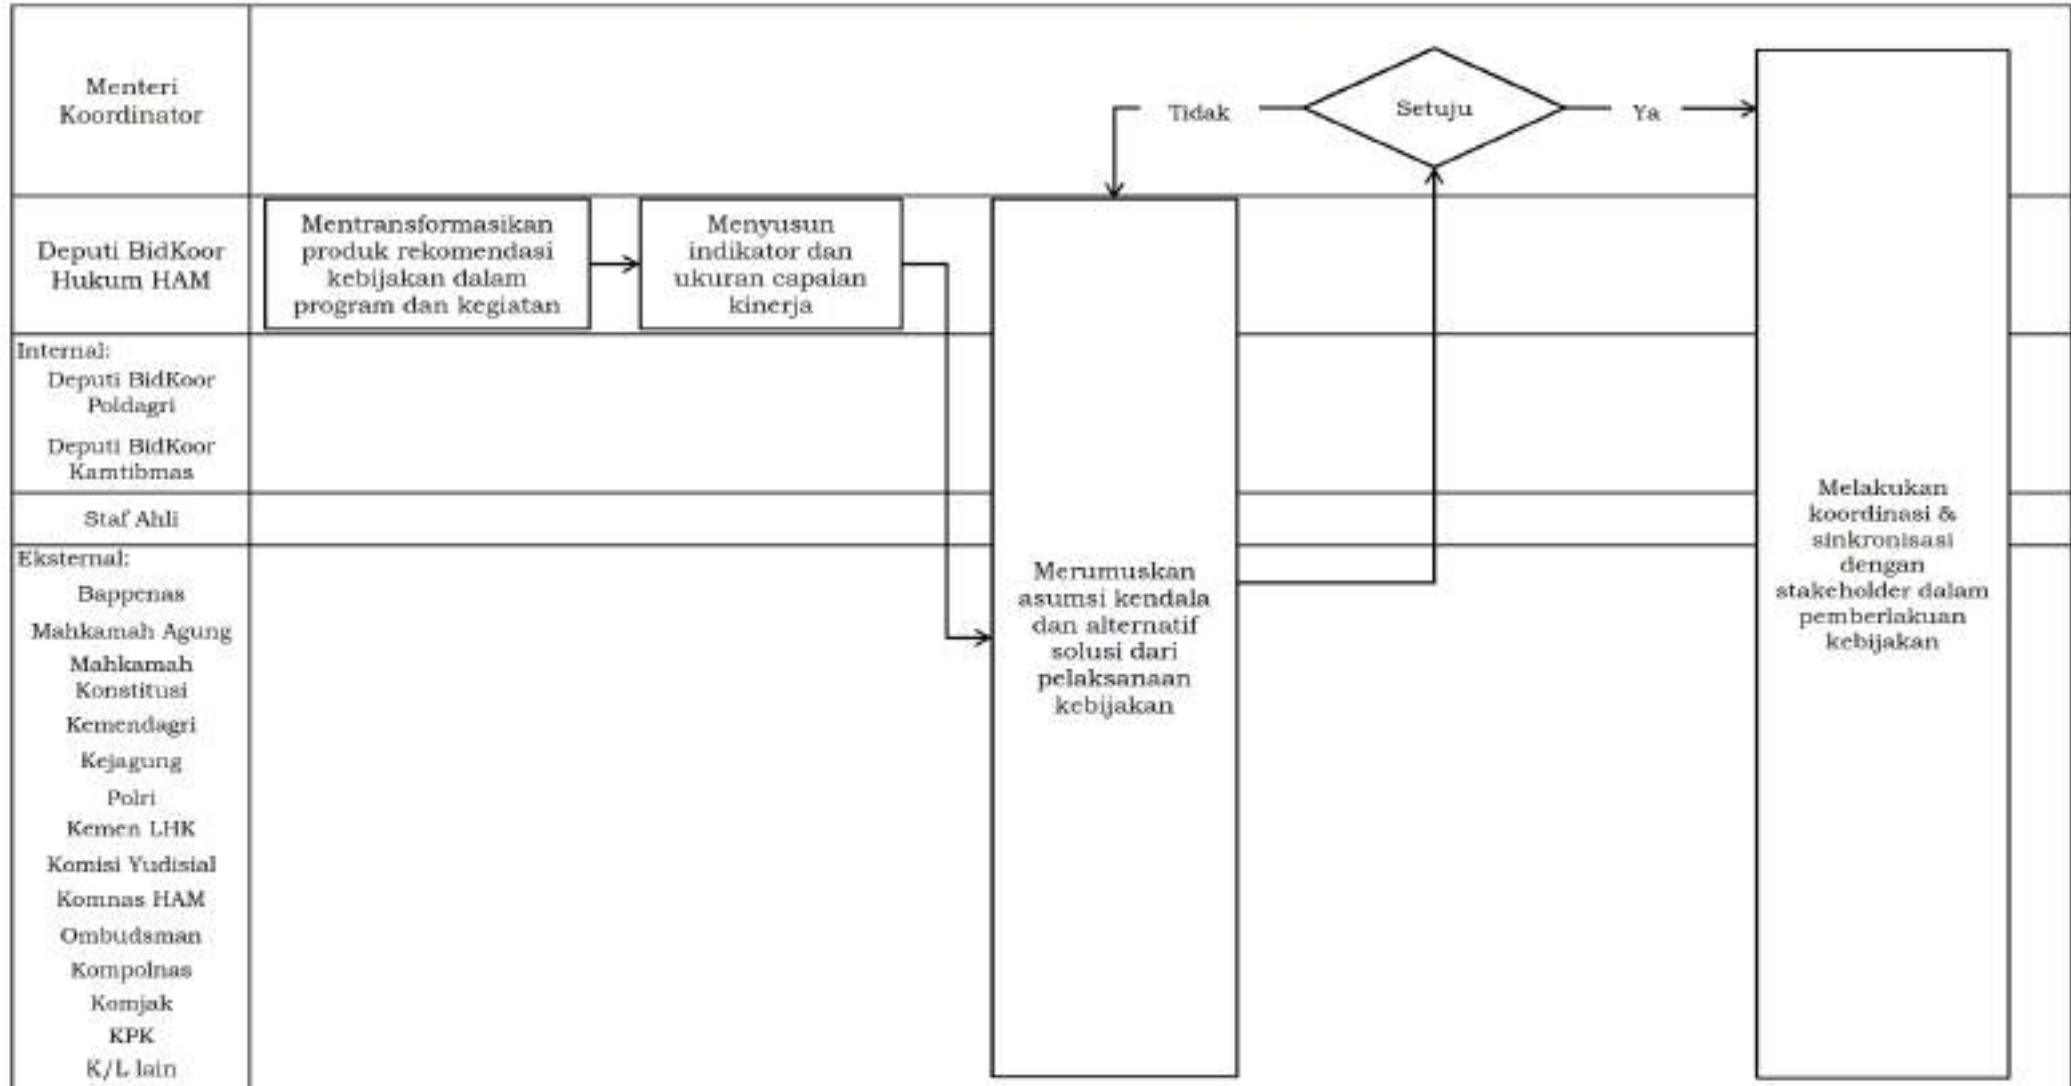 Menteri
Koordinator
Tidak
Setuju
Ya
Deputi BidKoor
Hukum HAM
Mentransformasikan
produk rekomendasi
kebijakan dalam
program dan kegiatan
Menyusun
indikator dan
ukuran capaian
kinerja
Internal:
Deputi BidKoor
Poldagri
Deputi BidKoor
Kamtibmas
Staf Ahli
Eksternal:
Bappenas
Mahkamah Agung
Mahkamah
Konstitusi
Kemendagri
Kejagung
Polri
Kemen LHK
Komisi Yudisial
Komnas HAM
Ombudsman
Kompolnas
Komjak
KPK
K/L lain
Merumuskan
asumsi kendala
dan alternatif
solusi dari
pelaksanaan
kebijakan
Melakukan
koordinasi &
sinkronisasi
dengan
stakeholder dalam
pemberlakuan
kebijakan